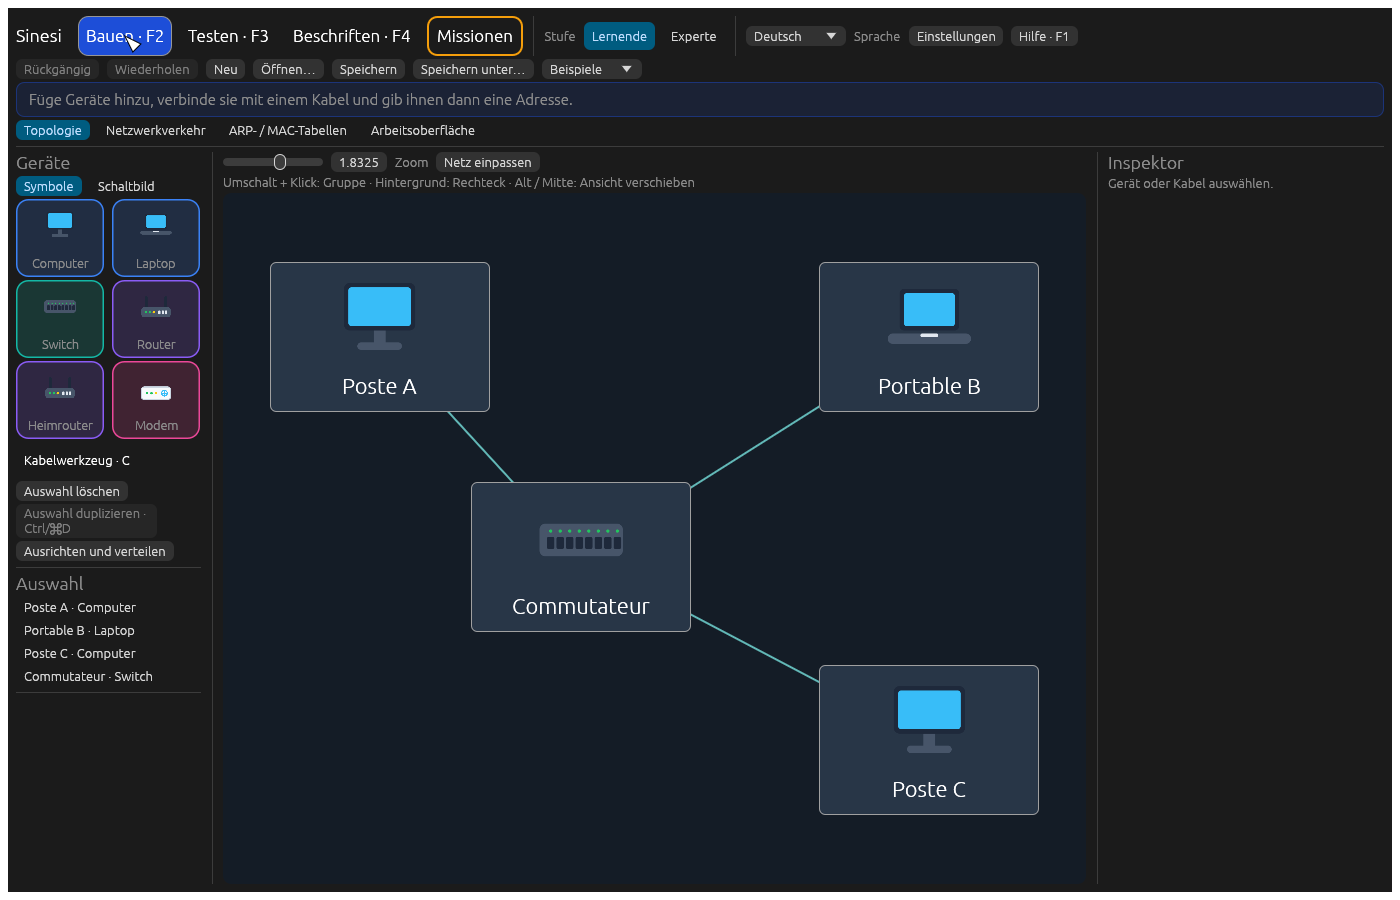 Sinesi Bauen · F2 Testen · F3 Beschriften · F4 Missionen Stufe Lernende Experte Deutsch Sprache Einstellungen Hilfe · F1
Rückgängig Wiederholen Neu Öffnen... Speichern Speichern unter... Beispiele
Füge Geräte hinzu, verbinde sie mit einem Kabel und gib ihnen dann eine Adresse.
Topologie Netzwerkverkehr ARP- / MAC-Tabellen Arbeitsoberfläche
Geräte
Symbole Schaltbild
Computer Laptop
Switch Router
Heimrouter Modem
Kabelwerkzeug · C
Auswahl löschen
Auswahl duplizieren ·
Ctrl/⌘D
Ausrichten und verteilen
Auswahl
Poste A · Computer
Portable B · Laptop
Poste C · Computer
Commutateur · Switch
1.8325 Zoom Netz einpassen
Umschalt + Klick: Gruppe · Hintergrund: Rechteck · Alt / Mitte: Ansicht verschieben
Poste A
Portable B
Commutateur
Poste C
Inspektor
Gerät oder Kabel auswählen.